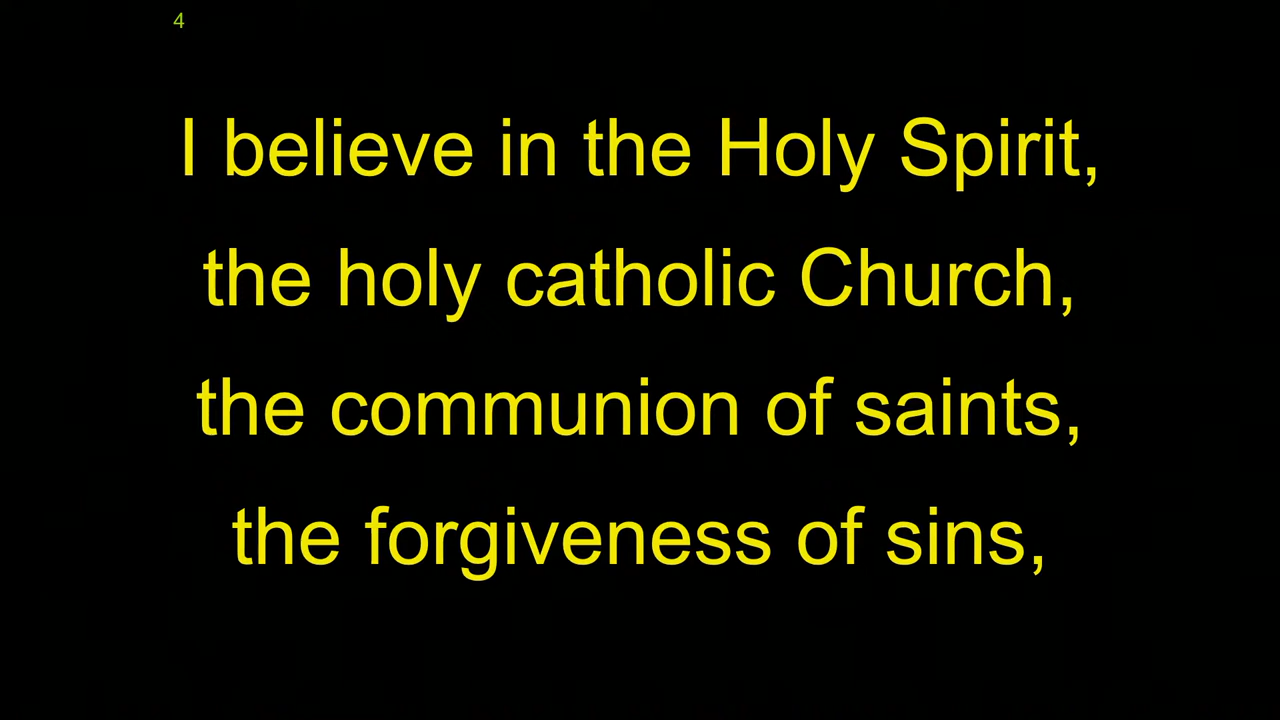 4
I believe in the Holy Spirit,
the holy catholic Church,
the communion of saints,
the forgiveness of sins,